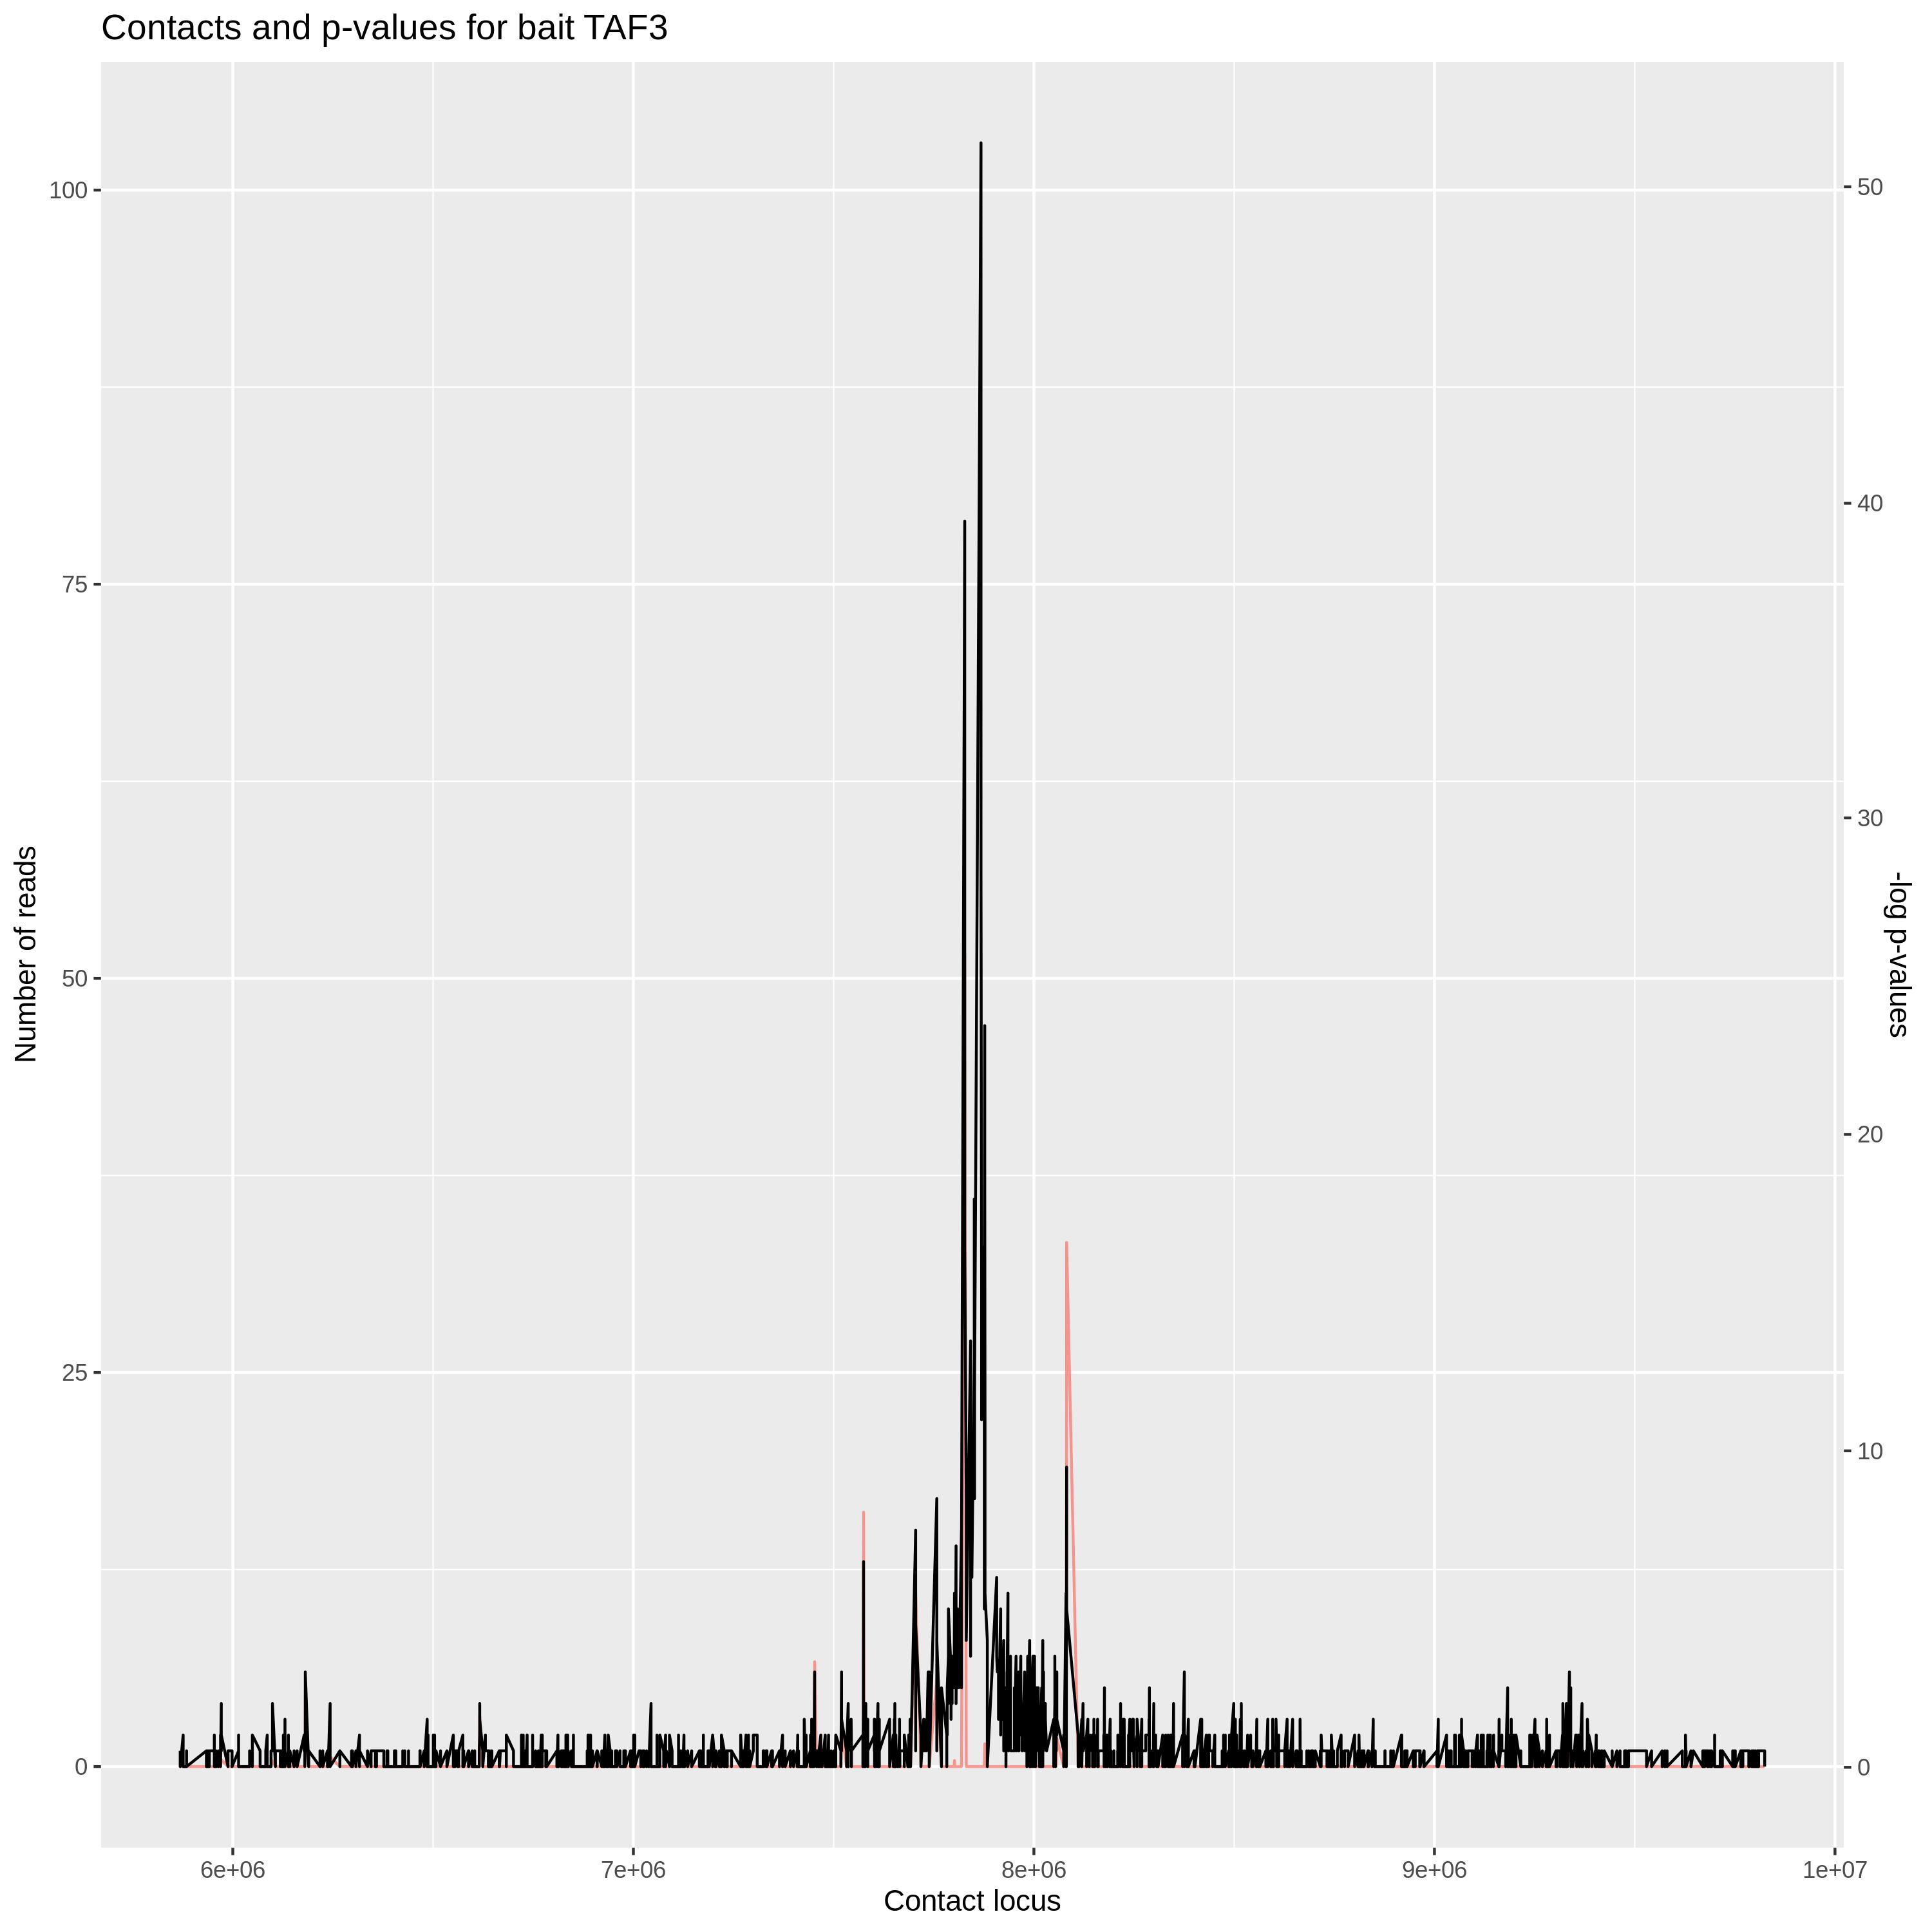 Contacts and p-values for bait TAF3
100
75
50
25
0
Number of reads
50
40
30
20
10
0
-log p-values
6e+06
7e+06
8e+06
9e+06
1e+07
Contact locus